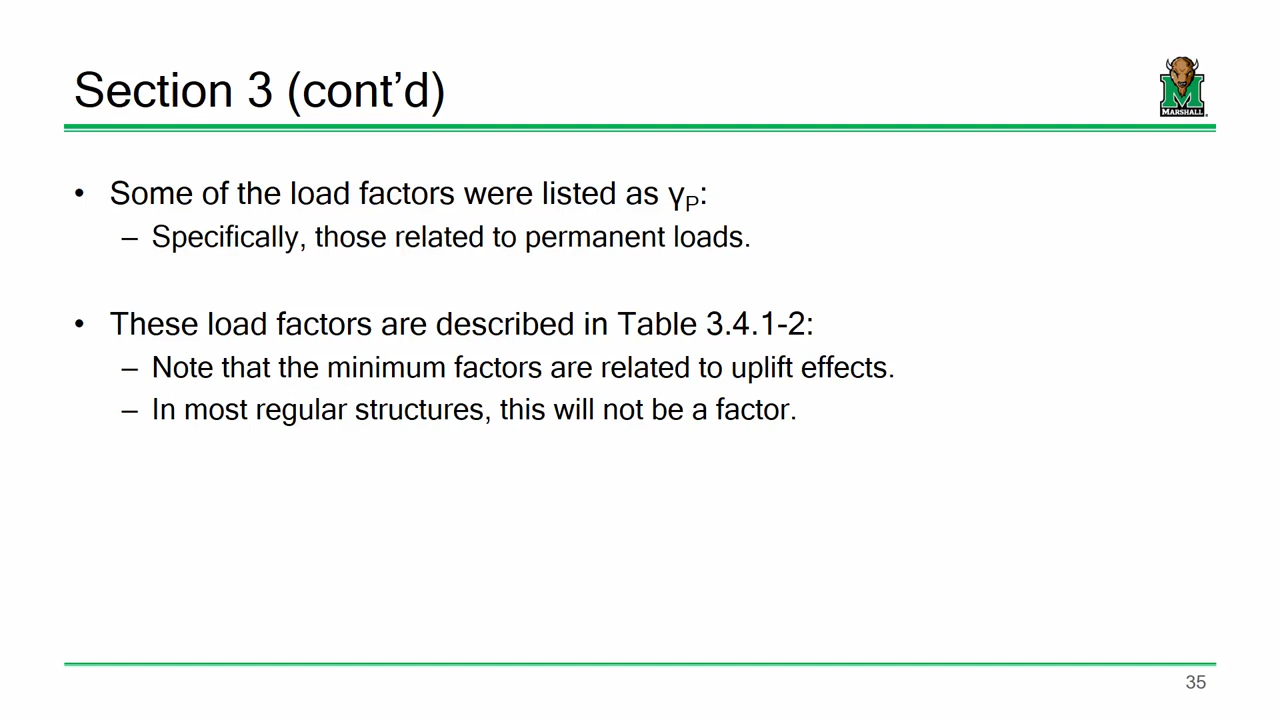 Section 3 (cont’d)
MARSHALL
• Some of the load factors were listed as γP:
– Specifically, those related to permanent loads.
• These load factors are described in Table 3.4.1-2:
– Note that the minimum factors are related to uplift effects.
– In most regular structures, this will not be a factor.
35